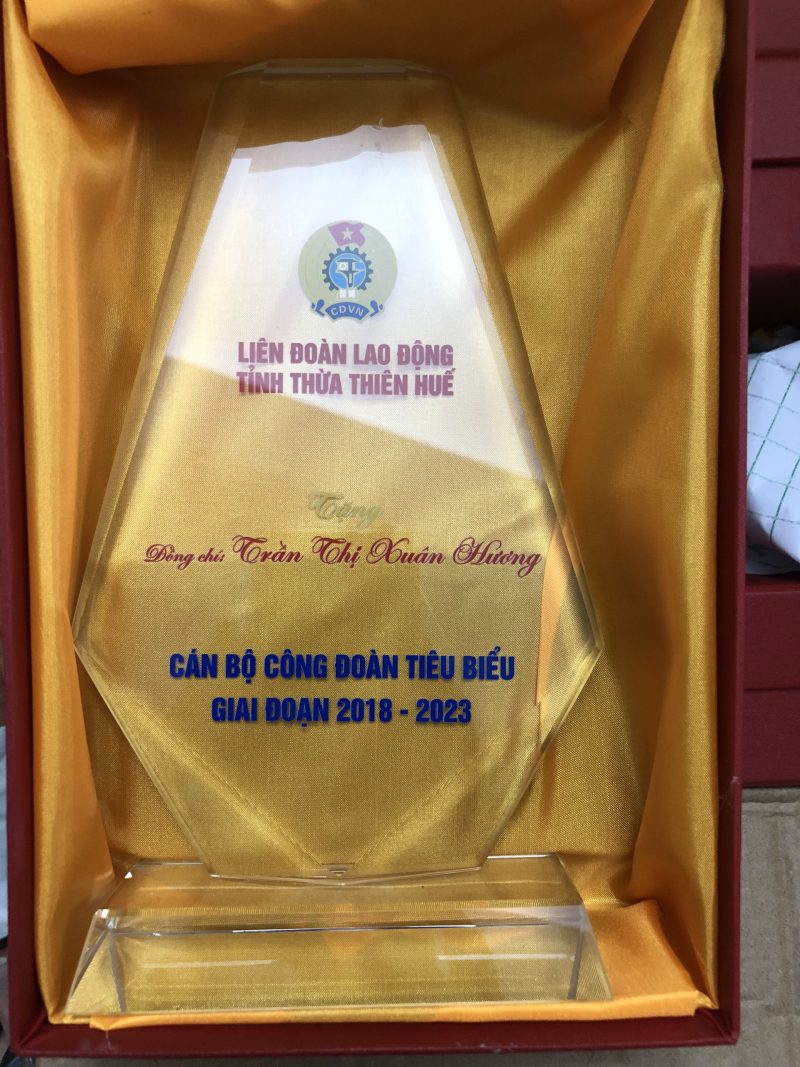 CĐVN
LIÊN ĐOÀN LAO ĐỘNG
TỈNH THỪA THIÊN HUẾ
Tặng
Đồng chí: Trần Thị Xuân Hương
CÁN BỘ CÔNG ĐOÀN TIÊU BIỂU
GIAI ĐOẠN 2018 - 2023